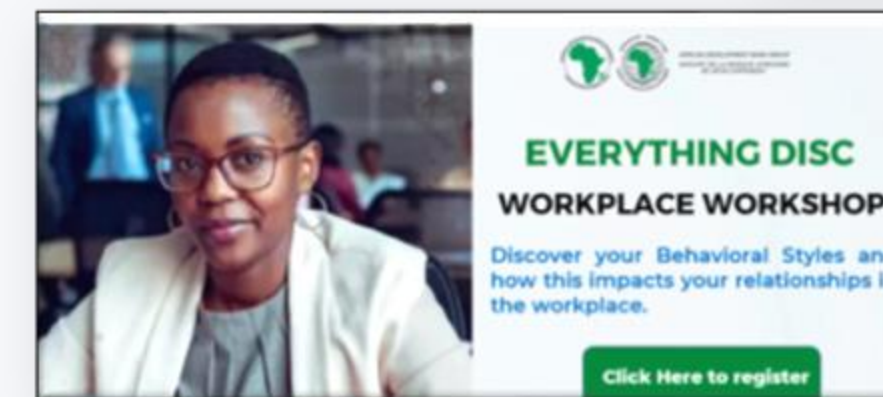 EVERYTHING DISC
WORKPLACE WORKSHOP
Discover your Behavioral Styles an
how this impacts your relationships i
the workplace.
Click Here to register